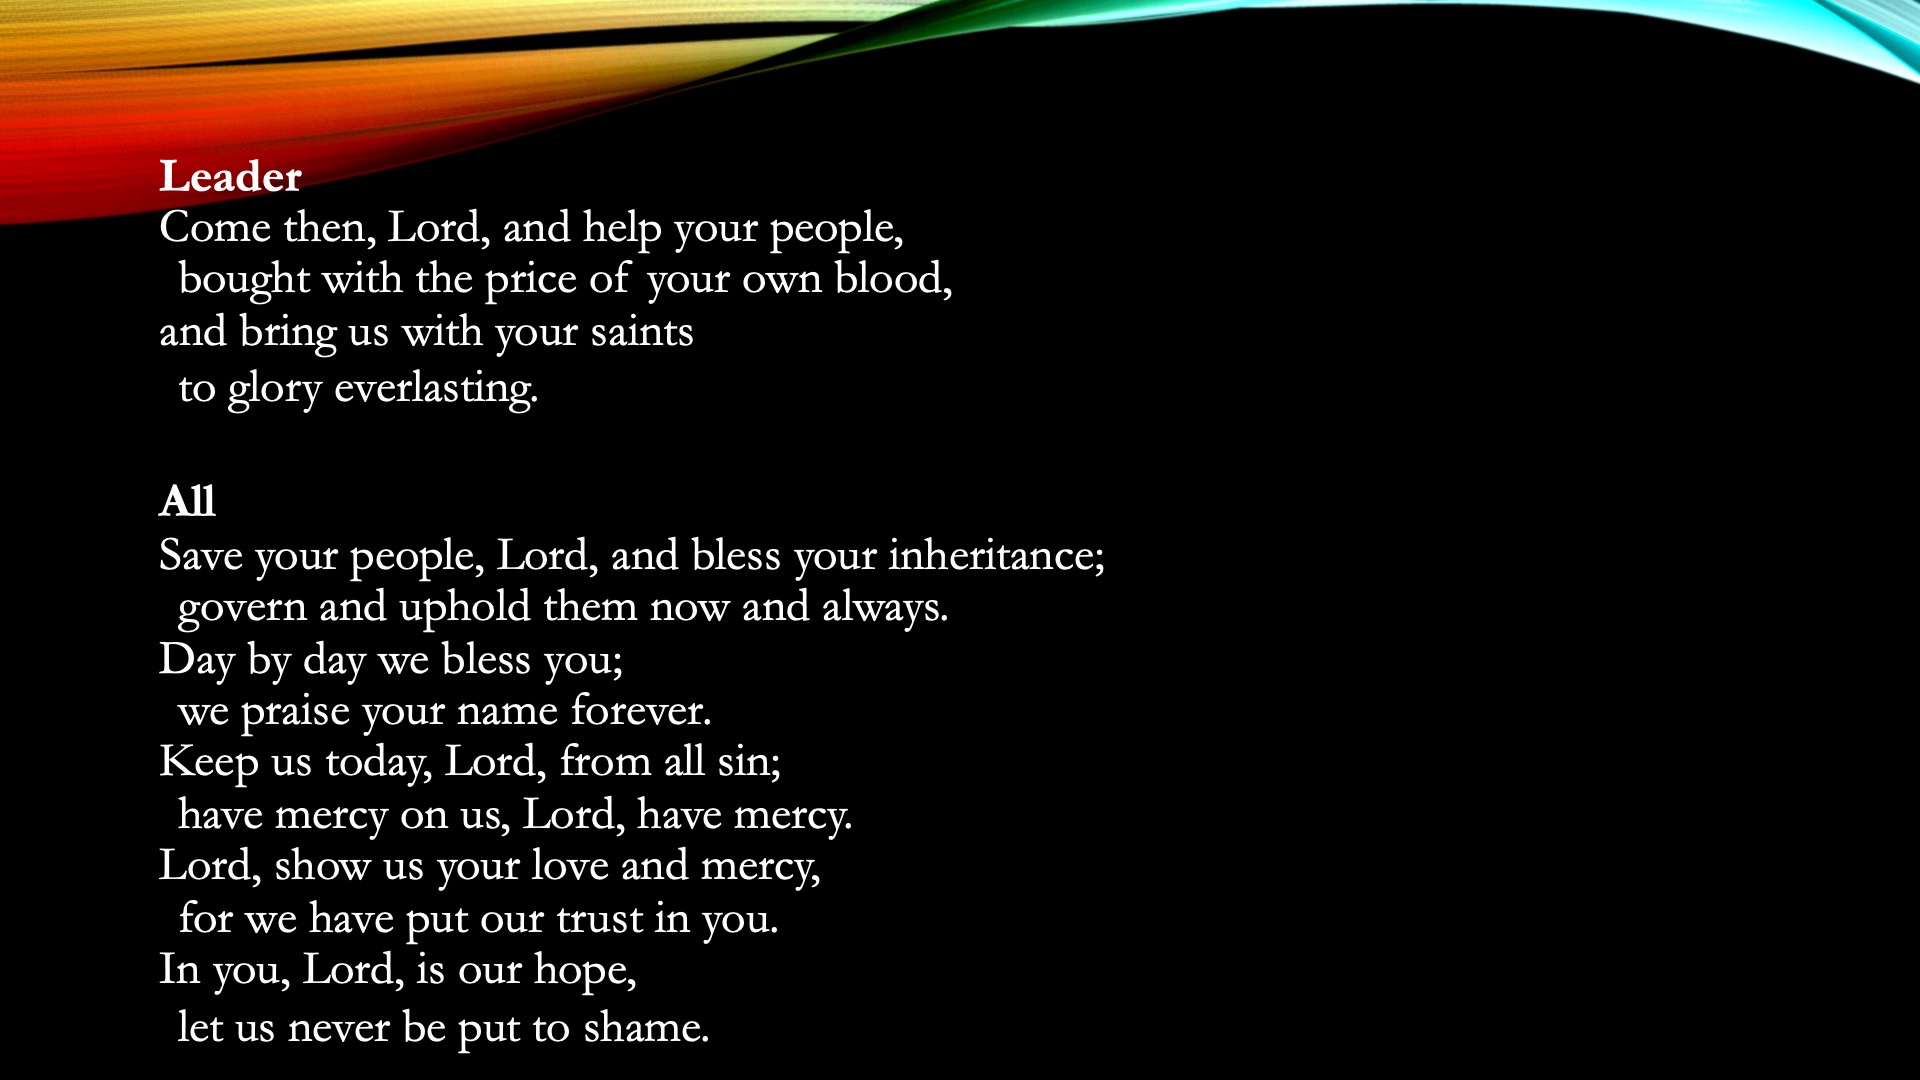 Leader
Come then, Lord, and help your people,
bought with the price of your own blood,
and bring us with your saints
to glory everlasting.
All
Save your people, Lord, and bless your inheritance;
govern and uphold them now and always.
Day by day we bless you;
we praise your name forever.
Keep us today, Lord, from all sin;
have mercy on us, Lord, have mercy.
Lord, show us your love and mercy,
for we have put our trust in you.
In you, Lord, is our hope,
let us never be put to shame.